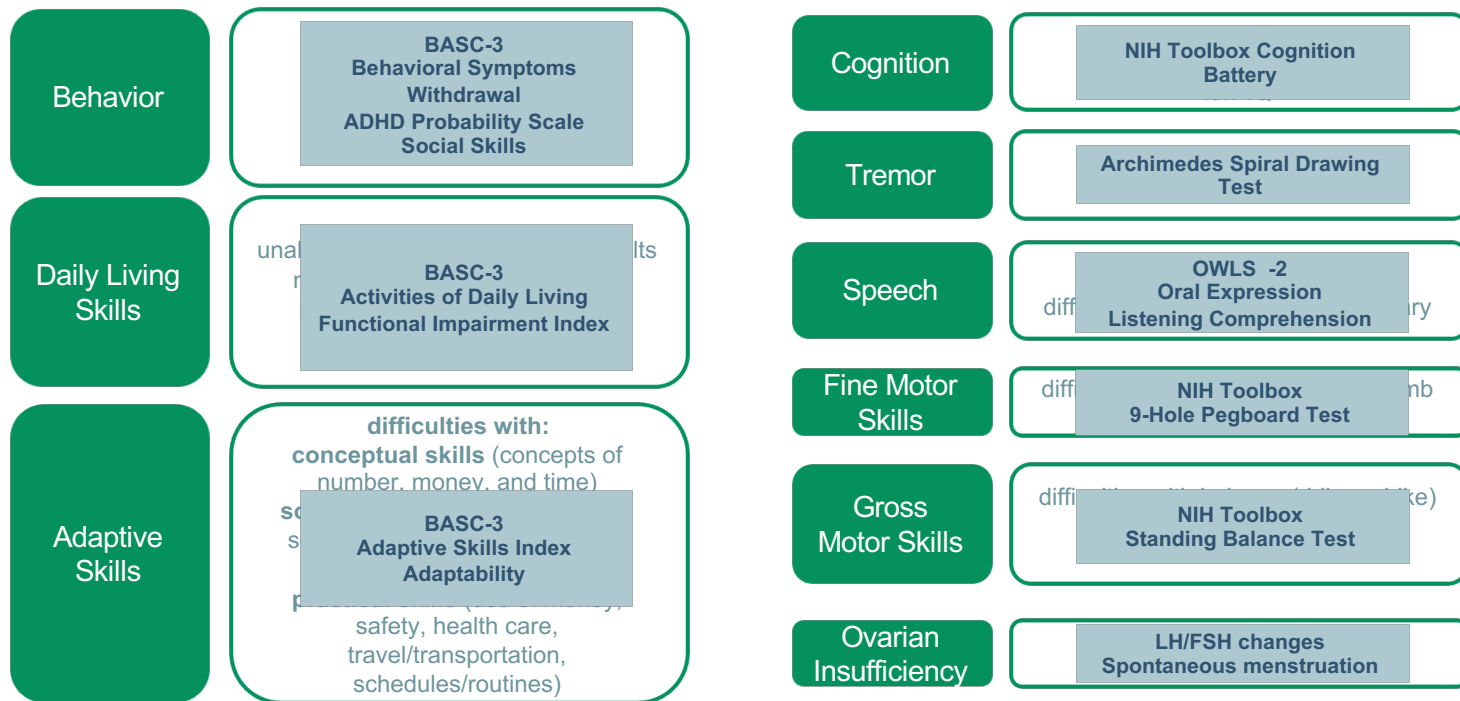 Behavior
BASC-3
Behavioral Symptoms
Withdrawal
ADHD Probability Scale
Social Skills
Daily Living
Skills
BASC-3
Activities of Daily Living
Functional Impairment Index
Adaptive
Skills
difficulties with:
conceptual skills (concepts of
number, money, and time)
BASC-3
Adaptive Skills Index
Adaptability
safety, health care,
travel/transportation,
schedules/routines)
Cognition
NIH Toolbox Cognition
Battery
Tremor
Archimedes Spiral Drawing
Test
Speech
OWLS -2
Oral Expression
Listening Comprehension
Fine Motor
Skills
NIH Toolbox
9-Hole Pegboard Test
Gross
Motor Skills
NIH Toolbox
Standing Balance Test
Ovarian
Insufficiency
LH/FSH changes
Spontaneous menstruation